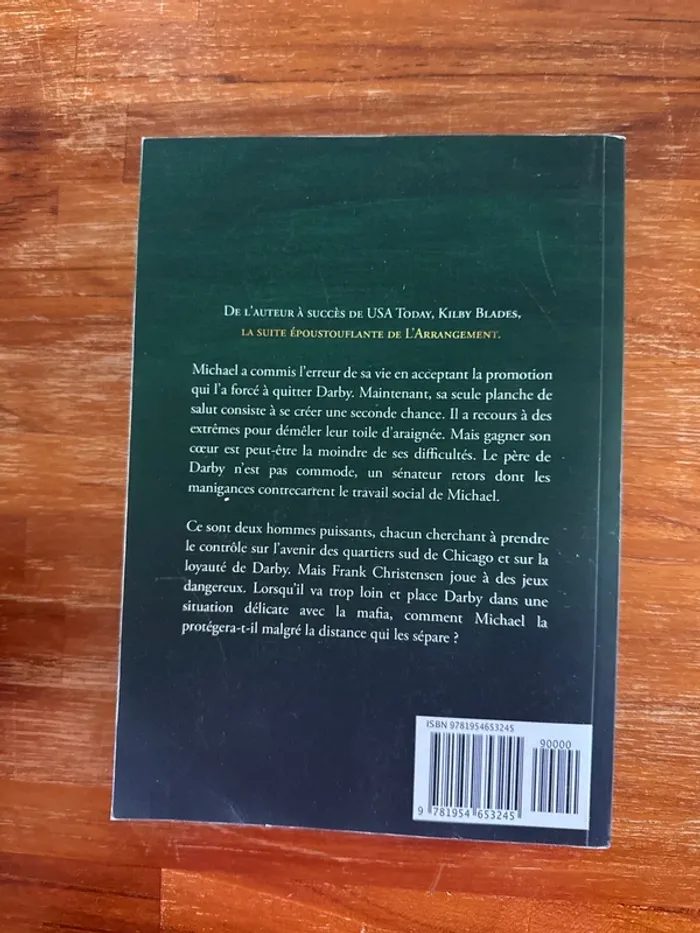 De l'auteur à succès de USA Today, Kilby Blades,
la suite époustouflante de L'Arrangement.
Michael a commis l'erreur de sa vie en acceptant la promotion
qui l'a forcé à quitter Darby. Maintenant, sa seule planche de
salut consiste à se créer une seconde chance. Il a recours à des
extrêmes pour démêler leur toile d'araignée. Mais gagner son
cœur est peut-être la moindre de ses difficultés. Le père de
Darby n'est pas commode, un sénateur retors dont les
manigances contrecarrent le travail social de Michael.
Ce sont deux hommes puissants, chacun cherchant à prendre
le contrôle sur l'avenir des quartiers sud de Chicago et sur la
loyauté de Darby. Mais Frank Christensen joue à des jeux
dangereux. Lorsqu'il va trop loin et place Darby dans une
situation délicate avec la mafia, comment Michael la
protégera-t-il malgré la distance qui les sépare ?
ISBN 9781954653245
90000
9 781954 653245